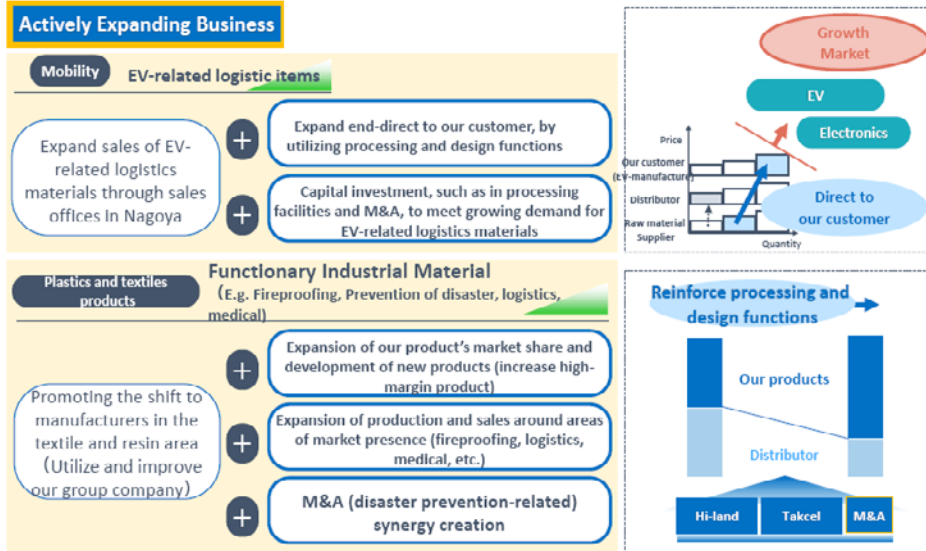 Actively Expanding Business
Mobility
EV-related logistic items
Expand sales of EV-
related logistics
materials through sales
offices in Nagoya
+
Expand end-direct to our customer, by
utilizing processing and design functions
+
Capital investment, such as in processing
facilities and M&A, to meet growing demand for
EV-related logistics materials
Growth
Market
EV
Electronics
Price
Our customer
(EV-manufacture)
Distributor
Raw material
Supplier
Quantity
Direct to
our customer
Plastics and textiles
products
Functionary Industrial Material
(E.g. Fireproofing, Prevention of disaster, logistics,
medical)
Promoting the shift to
manufacturers in the
textile and resin area
(Utilize and improve
our group company)
+
Expansion of our product's market share and
development of new products (increase high-
margin product)
+
Expansion of production and sales around areas
of market presence (fireproofing, logistics,
medical, etc.)
+
M&A (disaster prevention-related)
synergy creation
Reinforce processing and
design functions
Our products
Distributor
Hi-land
Takcel
M&A